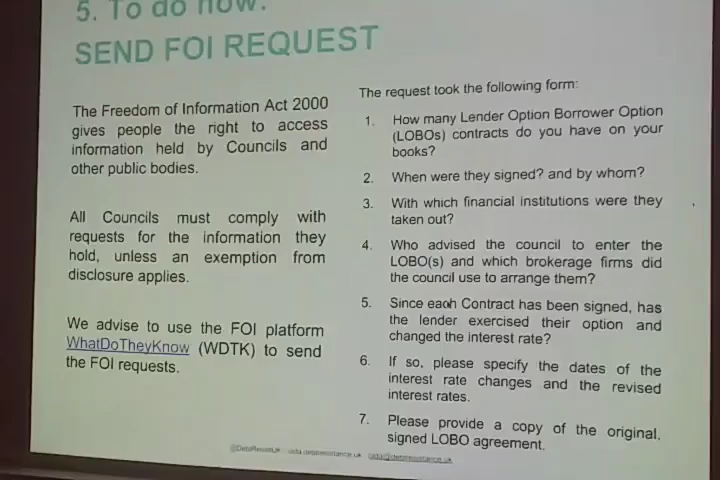 5. To do now:
SEND FOI REQUEST
The Freedom of Information Act 2000
gives people the right to access
information held by Councils and
other public bodies.
All Councils must comply with
requests for the information they
hold, unless an exemption from
disclosure applies.
We advise to use the FOI platform
WhatDoTheyKnow (WDTK) to send
the FOI requests.
The request took the following form:
1. How many Lender Option Borrower Option
(LOBOs) contracts do you have on your
books?
2. When were they signed? and by whom?
3. With which financial institutions were they
taken out?
4. Who advised the council to enter the
LOBO(s) and which brokerage firms did
the council use to arrange them?
5. Since each Contract has been signed, has
the lender exercised their option and
changed the interest rate?
6. If so, please specify the dates of the
interest rate changes and the revised
interest rates.
7. Please provide a copy of the original,
signed LOBO agreement.